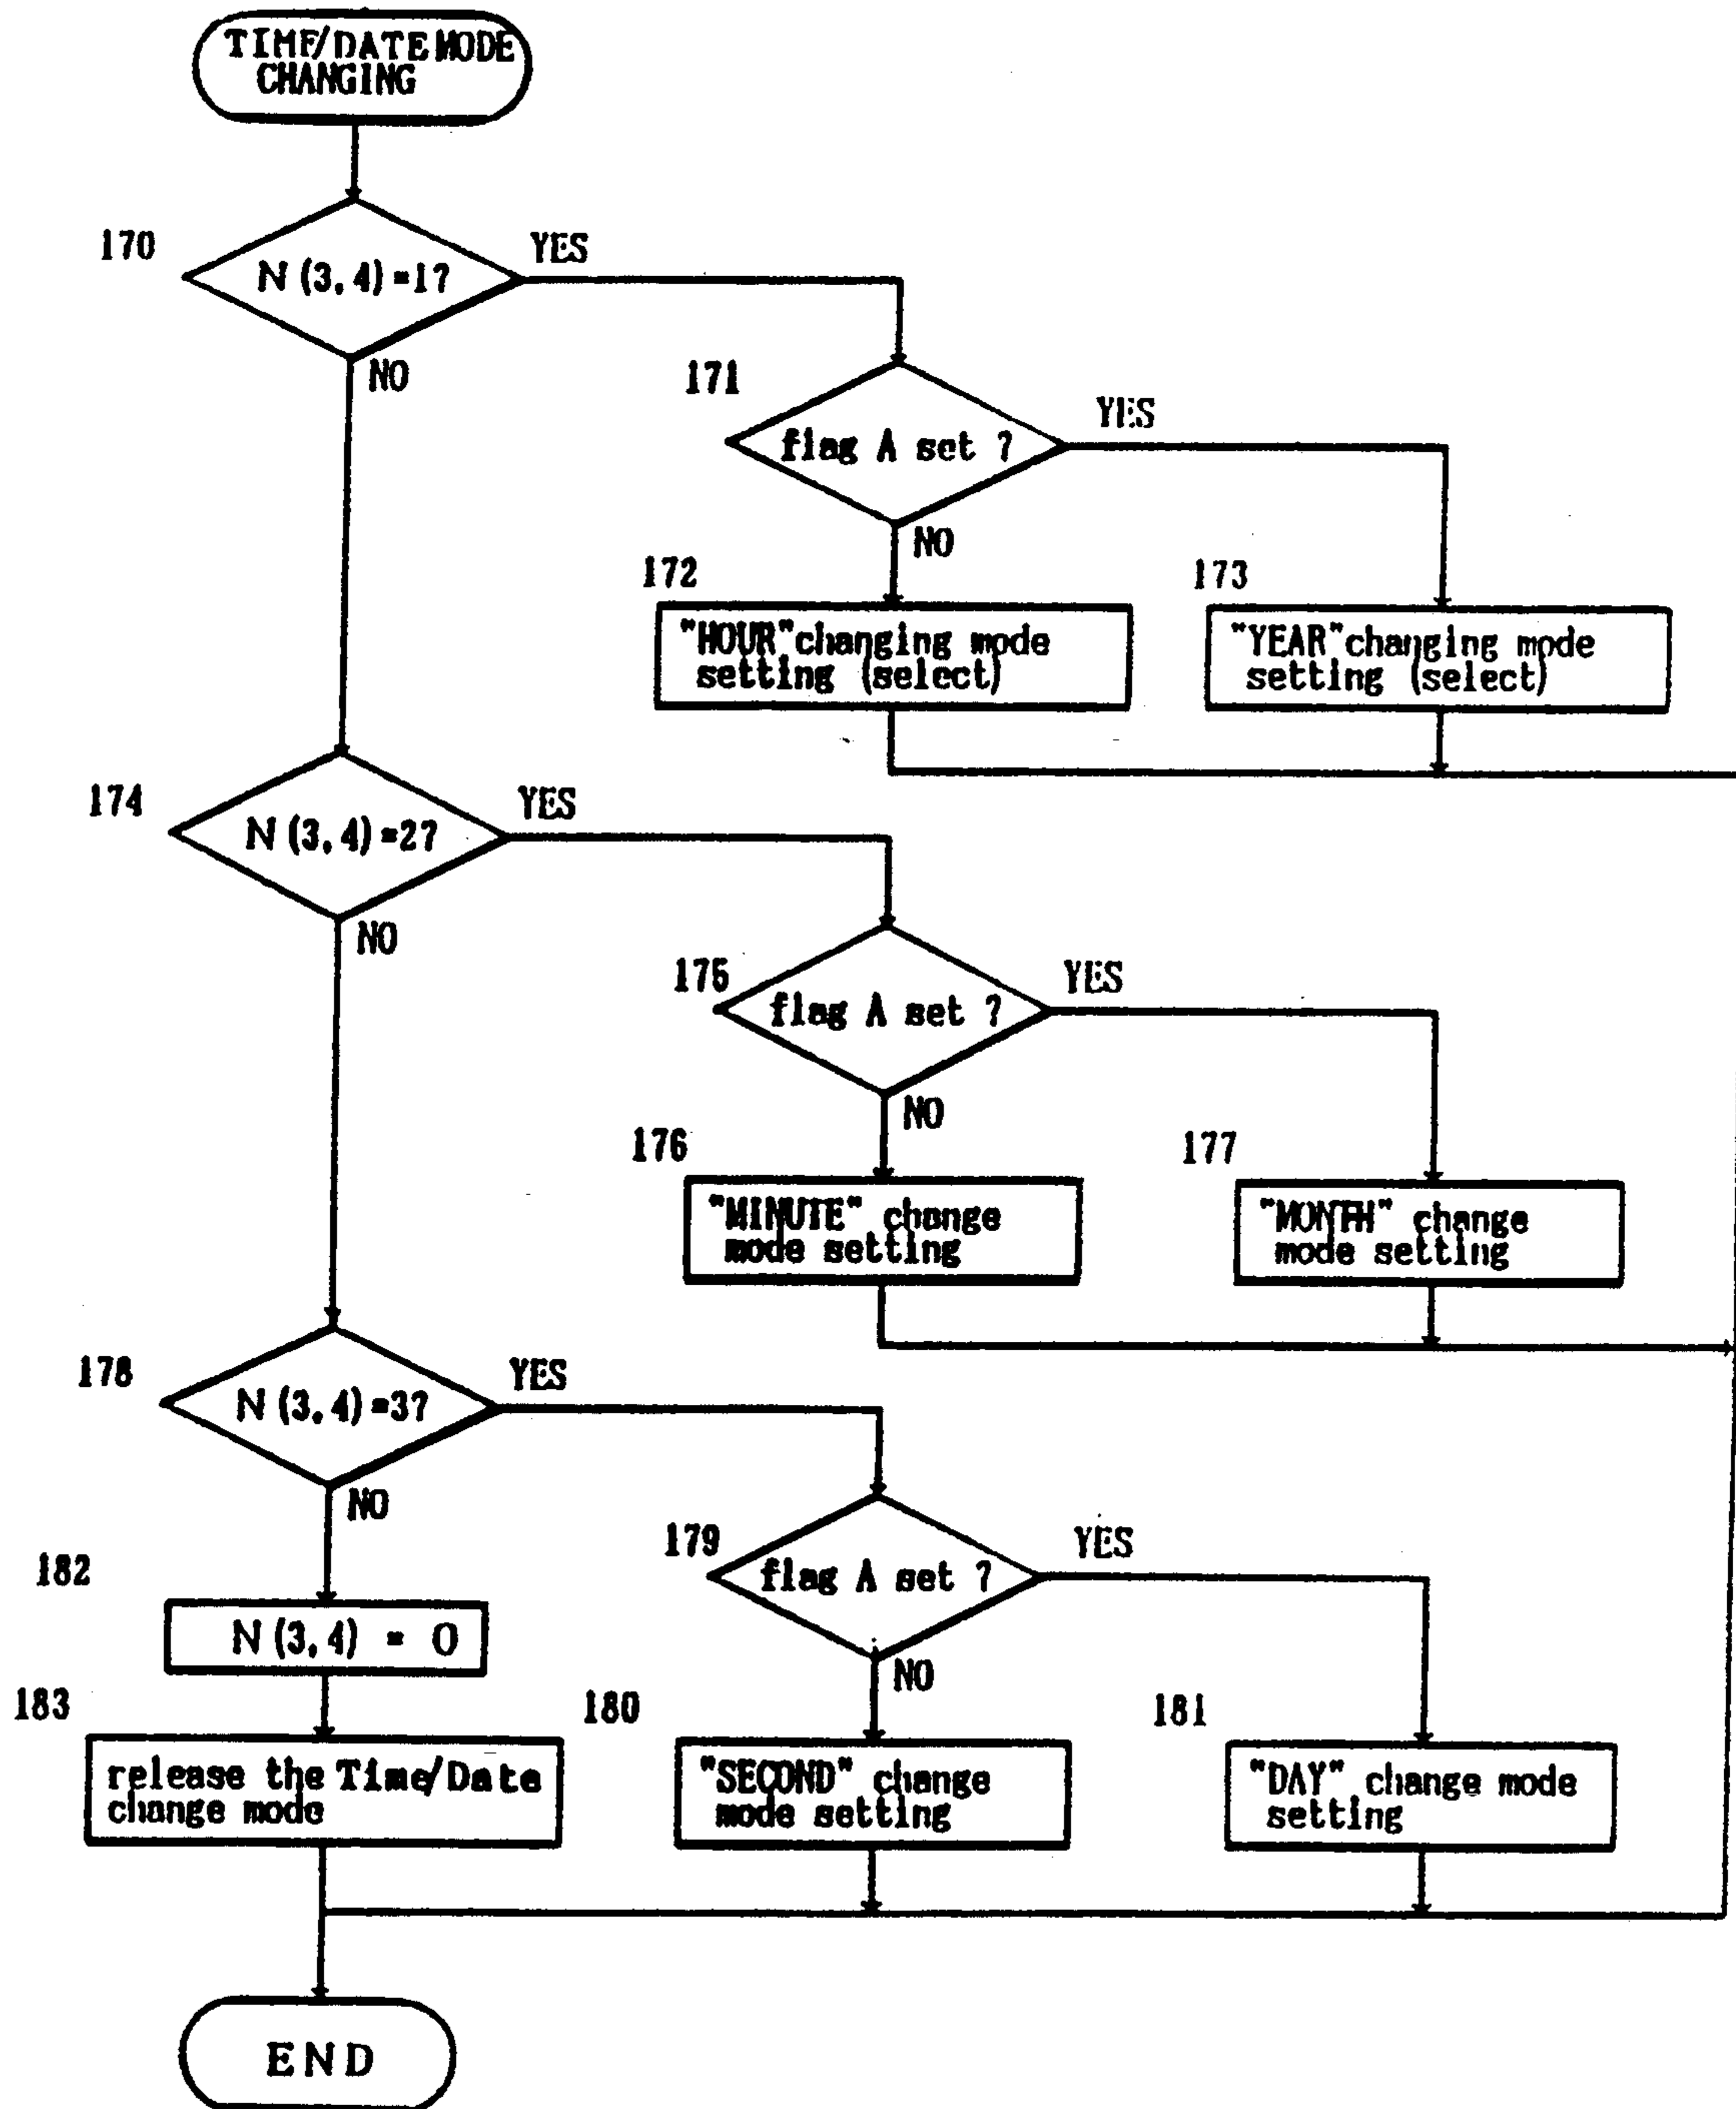 TIME/DATE MODE
CHANGING
170
N (3, 4) = 1?
YES
NO
171
flag A set ?
YES
NO
172
"HOUR" changing mode
setting (select)
173
"YEAR" changing mode
setting (select)
174
N (3, 4) = 2?
YES
NO
175
flag A set ?
YES
NO
176
"MINUTE" change
mode setting
177
"MONTH" change
mode setting
178
N (3, 4) = 3?
YES
NO
179
flag A set ?
YES
NO
182
N (3, 4) = 0
183
release the Time/Date
change mode
180
"SECOND" change
mode setting
181
"DAY" change mode
setting
END